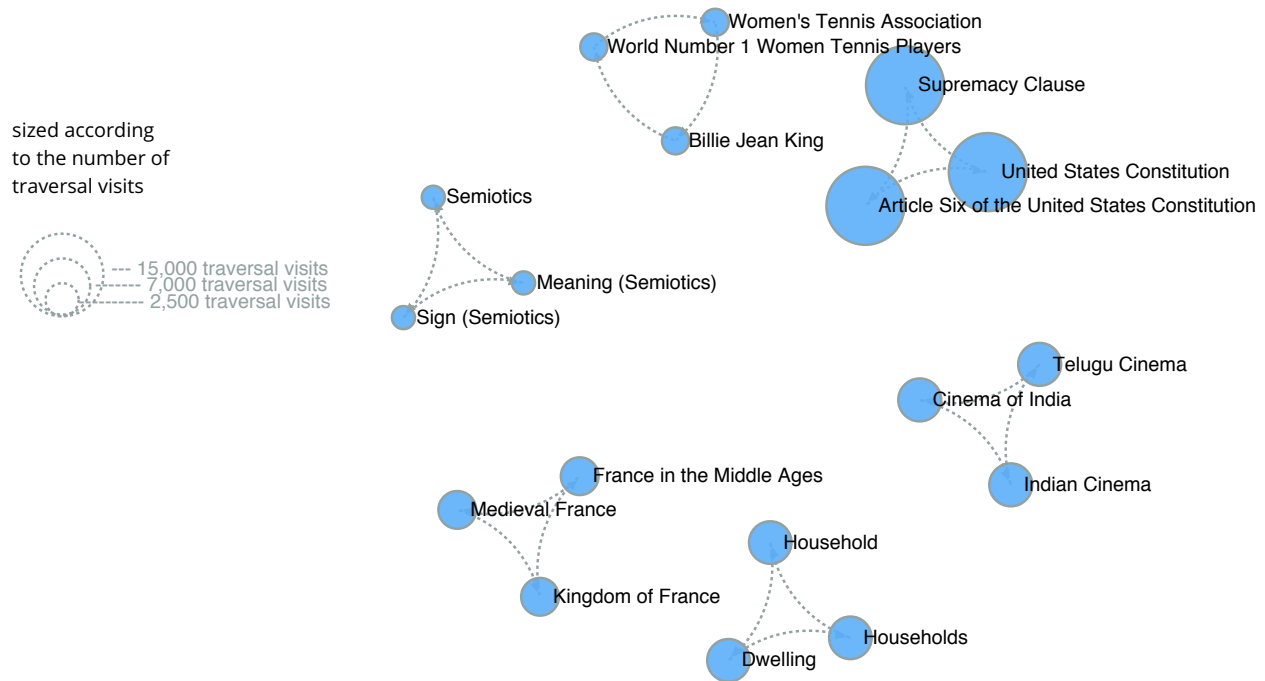 Women's Tennis Association
World Number 1 Women Tennis Players
Supremacy Clause
sized according
to the number of
traversal visits
Billie Jean King
United States Constitution
Semiotics
Article Six of the United States Constitution
15,000 traversal visits
7,000 traversal visits
2,500 traversal visits
Meaning (Semiotics)
Sign (Semiotics)
Telugu Cinema
Cinema of India
France in the Middle Ages
Indian Cinema
Medieval France
Household
Kingdom of France
Households
Dwelling